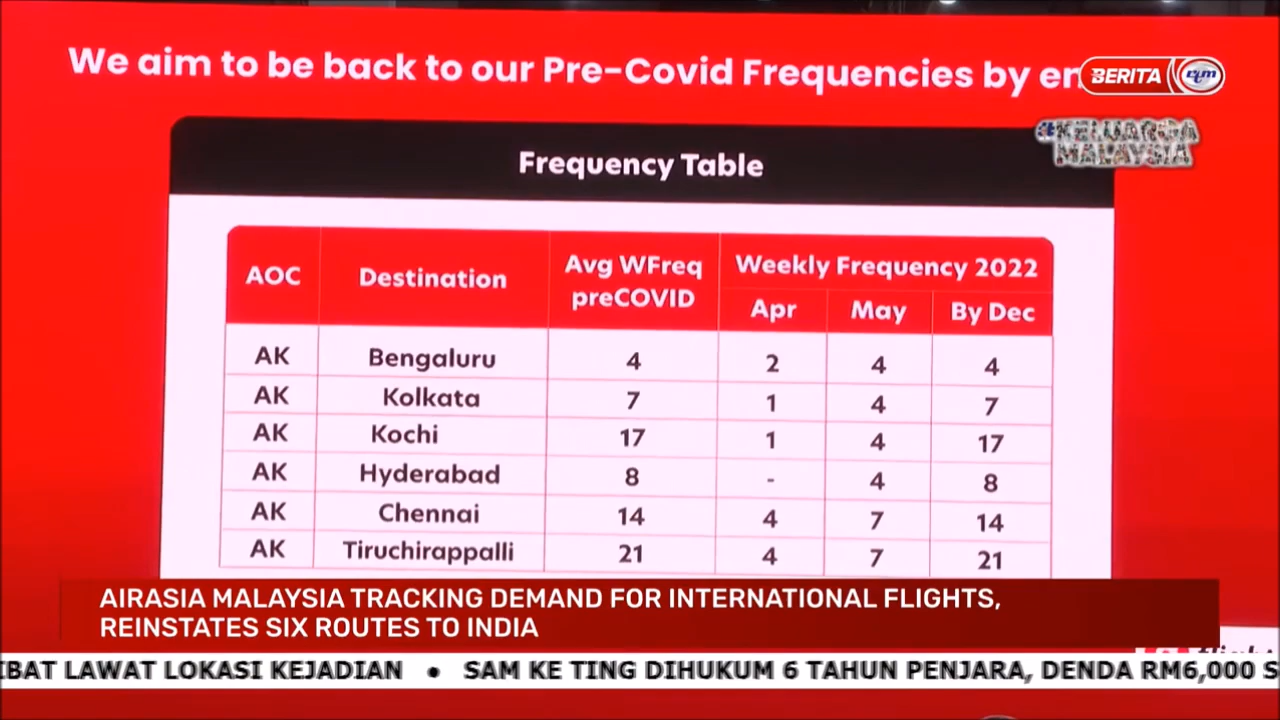 We aim to be back to our Pre-Covid Frequencies by en
BERITA rtm
#KELUARGA
MALAYSIA
Frequency Table
AOC Destination Avg WFreq preCOVID Weekly Frequency 2022
Apr May By Dec
AK Bengaluru 4 2 4 4
AK Kolkata 7 1 4 7
AK Kochi 17 1 4 17
AK Hyderabad 8 - 4 8
AK Chennai 14 4 7 14
AK Tiruchirappalli 21 4 7 21
AIRASIA MALAYSIA TRACKING DEMAND FOR INTERNATIONAL FLIGHTS,
REINSTATES SIX ROUTES TO INDIA
IBAT LAWAT LOKASI KEJADIAN • SAM KE TING DIHUKUM 6 TAHUN PENJARA, DENDA RM6,000 S